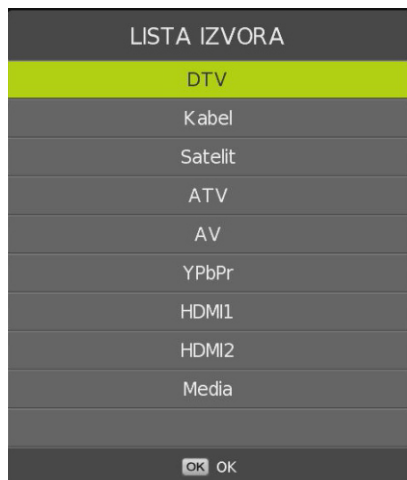 LISTA IZVORA
DTV
Kabel
Satelit
ATV
AV
YPbPr
HDMI1
HDMI2
Media
OK OK